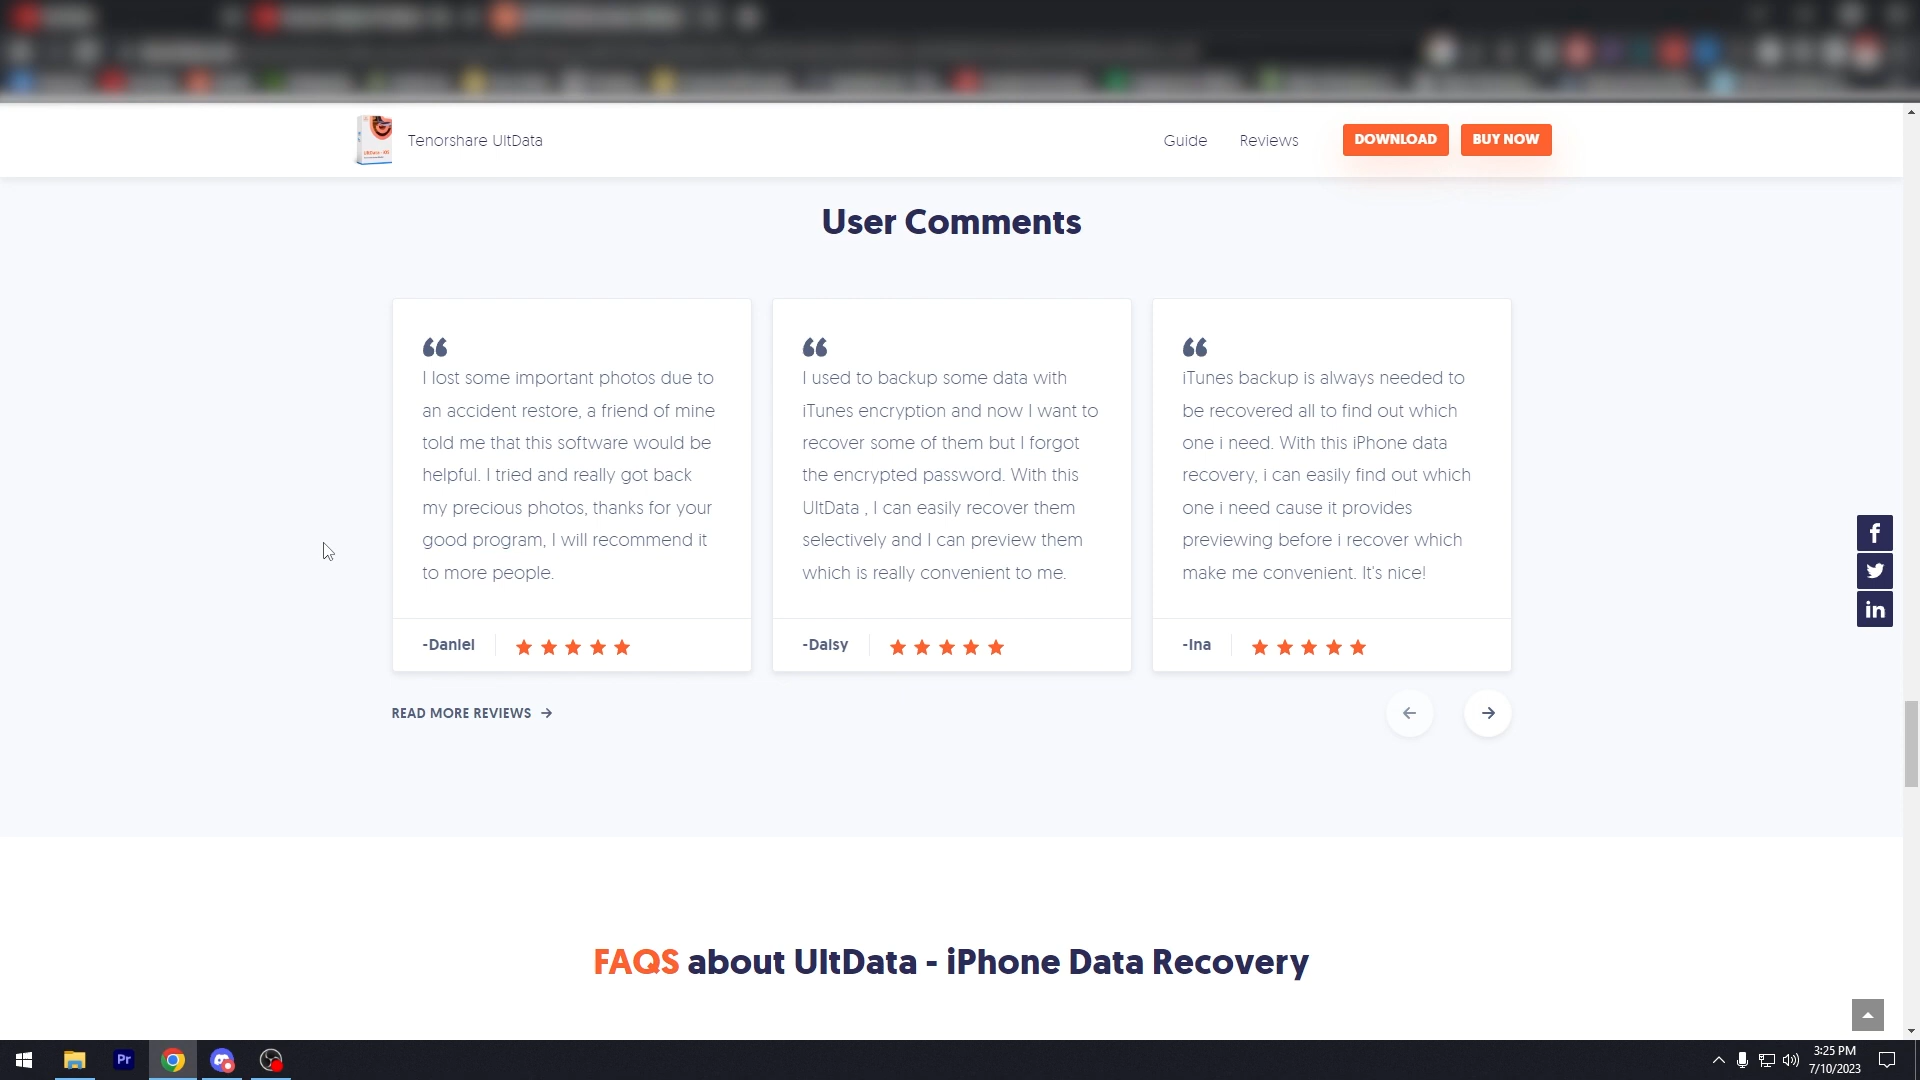 Tenorshare UltData
Guide
Reviews
DOWNLOAD
BUY NOW
User Comments
I lost some important photos due to
an accident restore, a friend of mine
told me that this software would be
helpful. I tried and really got back
my precious photos, thanks for your
good program, I will recommend it
to more people.
-Daniel
I used to backup some data with
iTunes encryption and now I want to
recover some of them but I forgot
the encrypted password. With this
UltData , I can easily recover them
selectively and I can preview them
which is really convenient to me.
-Daisy
iTunes backup is always needed to
be recovered all to find out which
one i need. With this iPhone data
recovery, i can easily find out which
one i need cause it provides
previewing before i recover which
make me convenient. It's nice!
-Ina
READ MORE REVIEWS
FAQS about UltData - iPhone Data Recovery
Pr
3:25 PM
7/10/2023